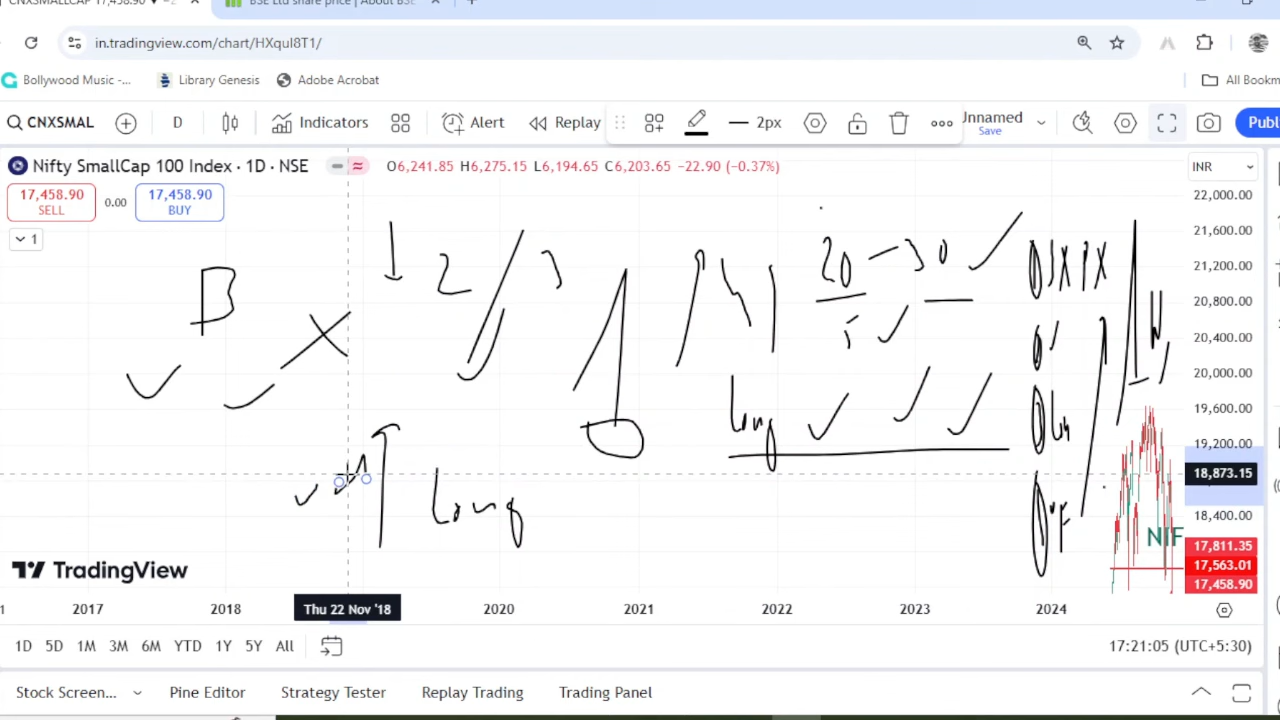 CNXSMALLCAP 17,458.90
BSE Ltd share price | About BSE
in.tradingview.com/chart/HXquI8T1/
Bollywood Music -... Library Genesis Adobe Acrobat All Bookm
CNXSMAL D Indicators Alert Replay 2px Unnamed Save Publ
Nifty SmallCap 100 Index · 1D · NSE O6,241.85 H6,275.15 L6,194.65 C6,203.65 −22.90 (−0.37%) INR
17,458.90 SELL 0.00 17,458.90 BUY
1
22,000.00
21,600.00
21,200.00
20,800.00
20,400.00
20,000.00
19,600.00
19,200.00
18,873.15
18,400.00
17,811.35
17,563.01
17,458.90
B 2 3 20 - 30
long
long
NIF
TradingView
2017 2018 Thu 22 Nov '18 2020 2021 2022 2023 2024
1D 5D 1M 3M 6M YTD 1Y 5Y All 17:21:05 (UTC+5:30)
Stock Screen... Pine Editor Strategy Tester Replay Trading Trading Panel